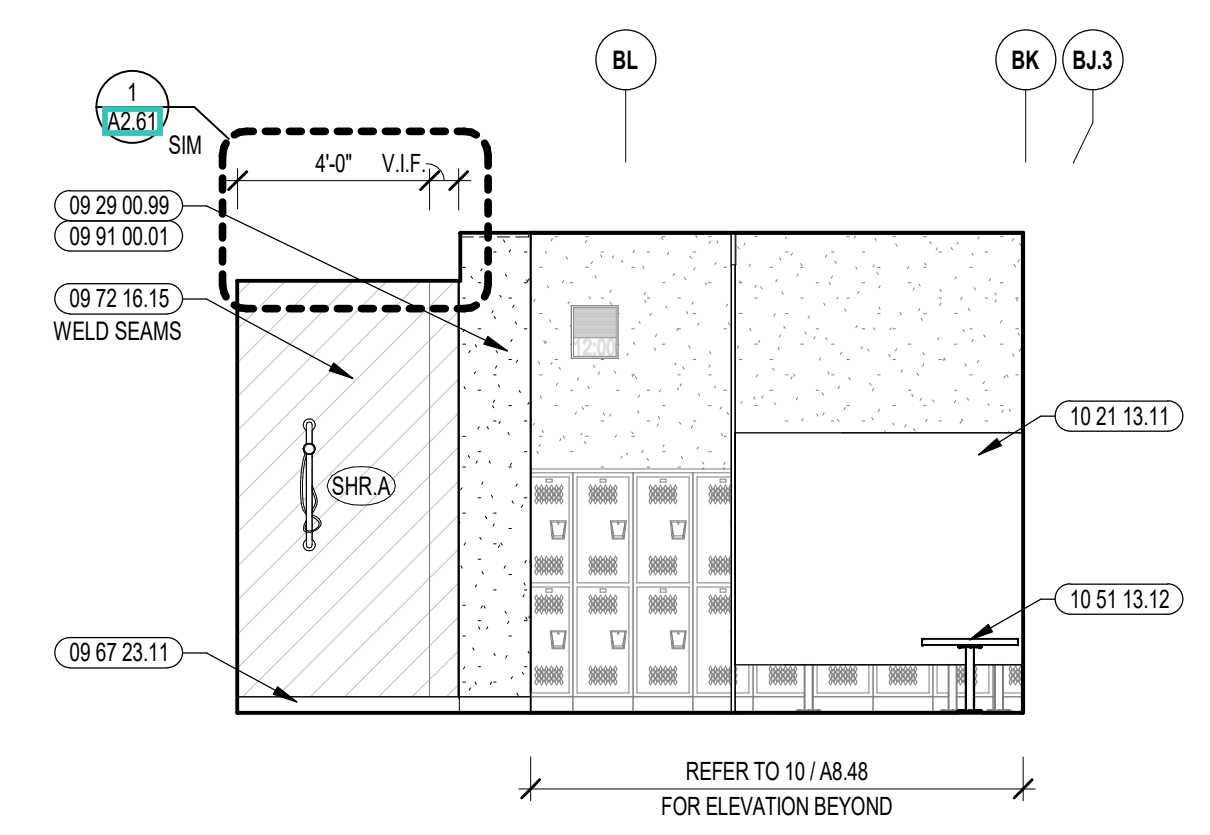 BL
BK
BJ.3
1
A2.61
SIM
4'-0"
V.I.F.
09 29 00.99
09 91 00.01
09 72 16.15
WELD SEAMS
12:00
10 21 13.11
SHR.A
10 51 13.12
09 67 23.11
REFER TO 10 / A8.48
FOR ELEVATION BEYOND